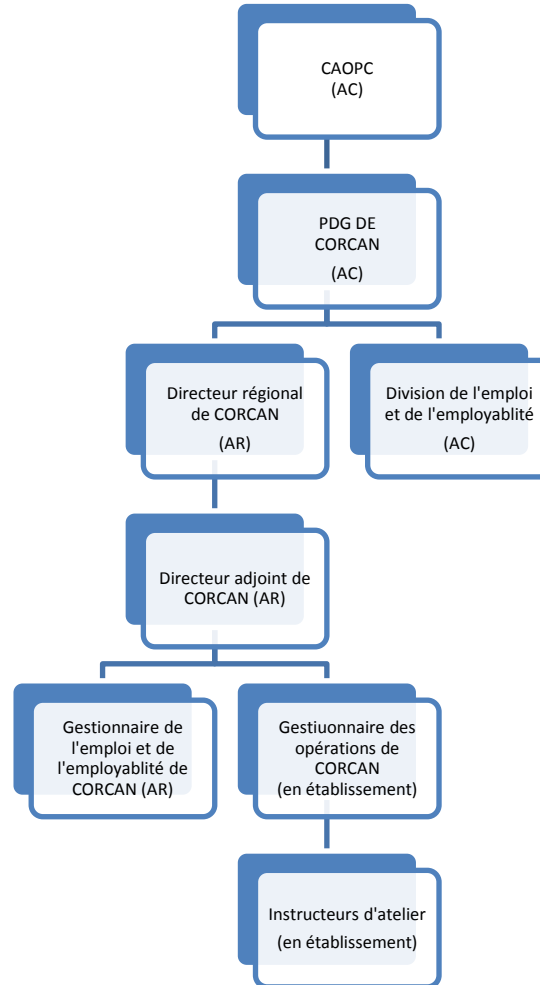 CAOPC
(AC)
PDG DE
CORCAN
(AC)
Directeur régional
de CORCAN
(AR)
Division de l'emploi
et de l'employablité
(AC)
Directeur adjoint de
CORCAN (AR)
Gestionnaire de
l'emploi et de
l'employablité de
CORCAN (AR)
Gestiuonnaire des
opérations de
CORCAN
(en établissement)
Instructeurs d'atelier
(en établissement)